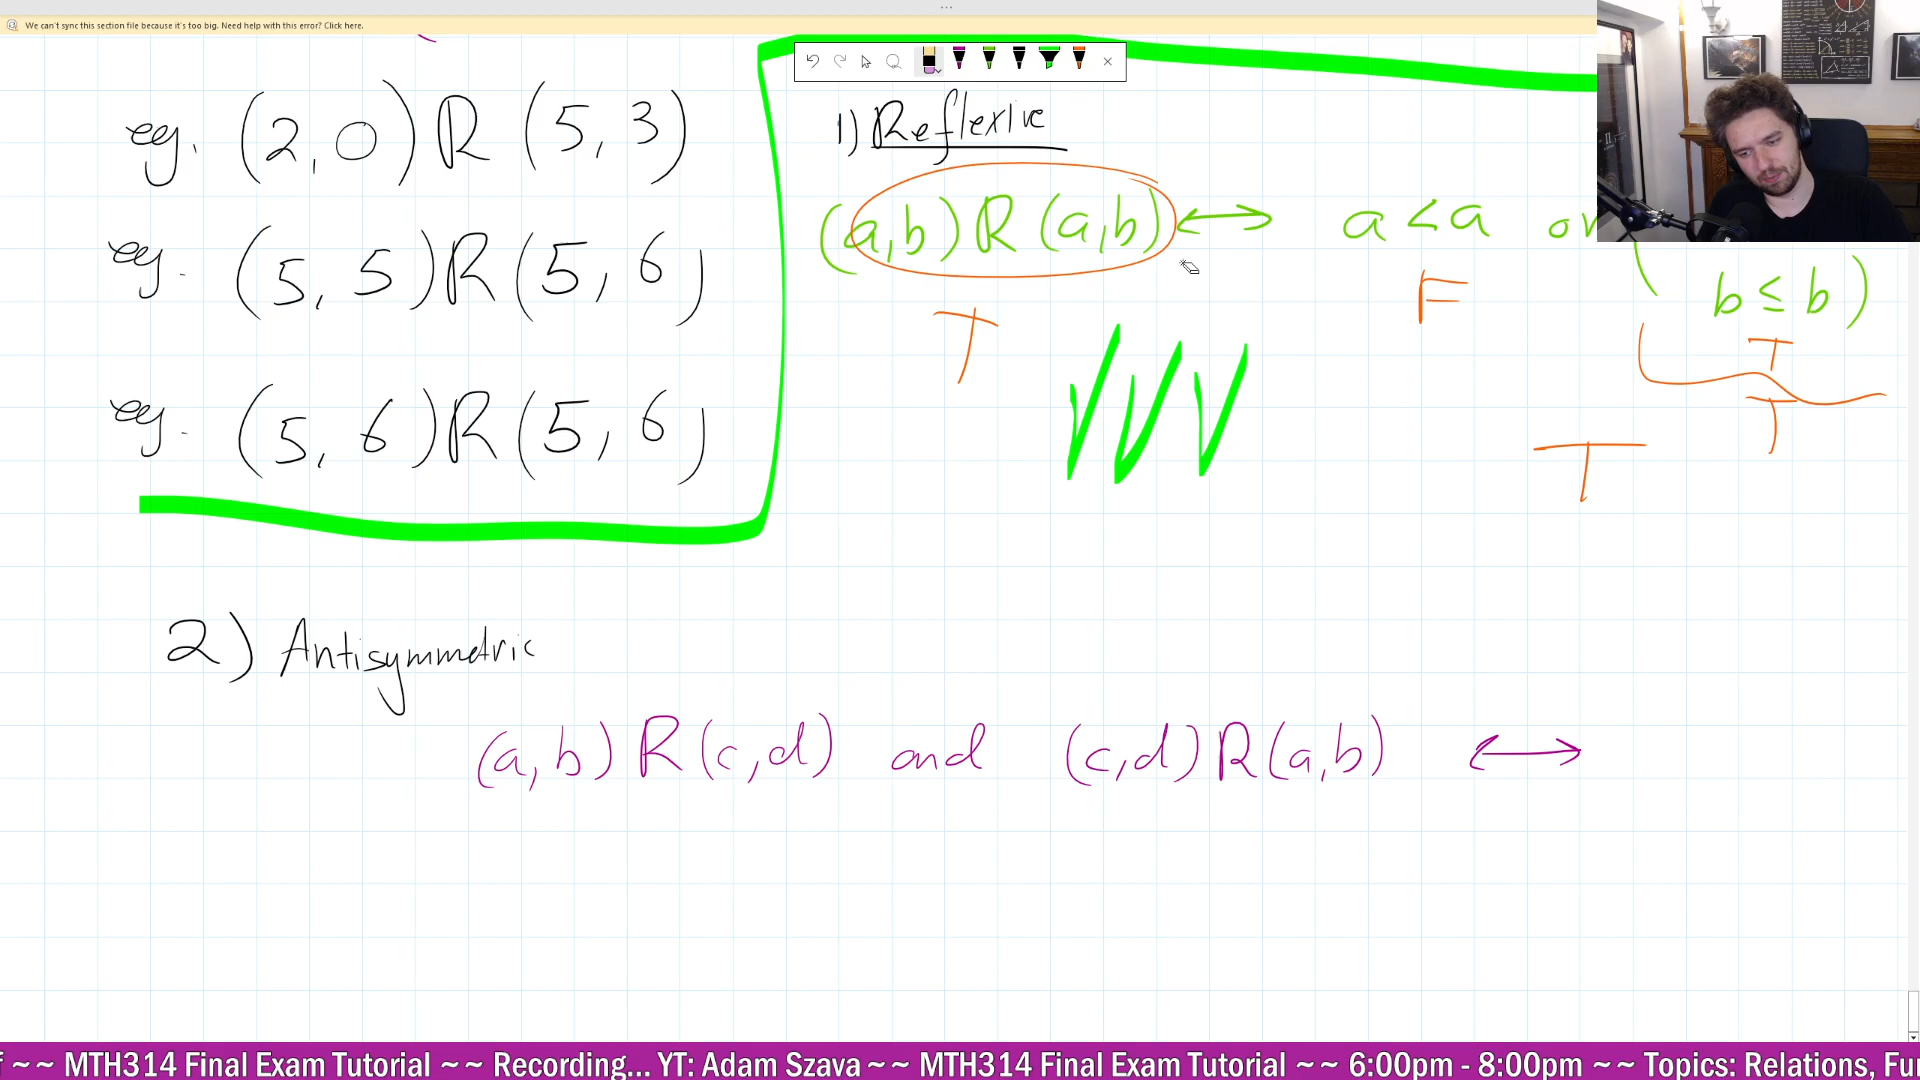 We can't sync this section file because it's too big. Need help with this error? Click here.
eg. (2,0) R (5,3)
eg. (5,5) R (5,6)
eg. (5,6) R (5,6)
1) Reflexive
(a,b) R (a,b) ↔ a < a or
b ≤ b)
T
F
T
T
T
2) Antisymmetric
(a,b) R (c,d) and (c,d) R (a,b) ↔
~~ MTH314 Final Exam Tutorial ~~ Recording... YT: Adam Szava ~~ MTH314 Final Exam Tutorial ~~ 6:00pm - 8:00pm ~~ Topics: Relations,